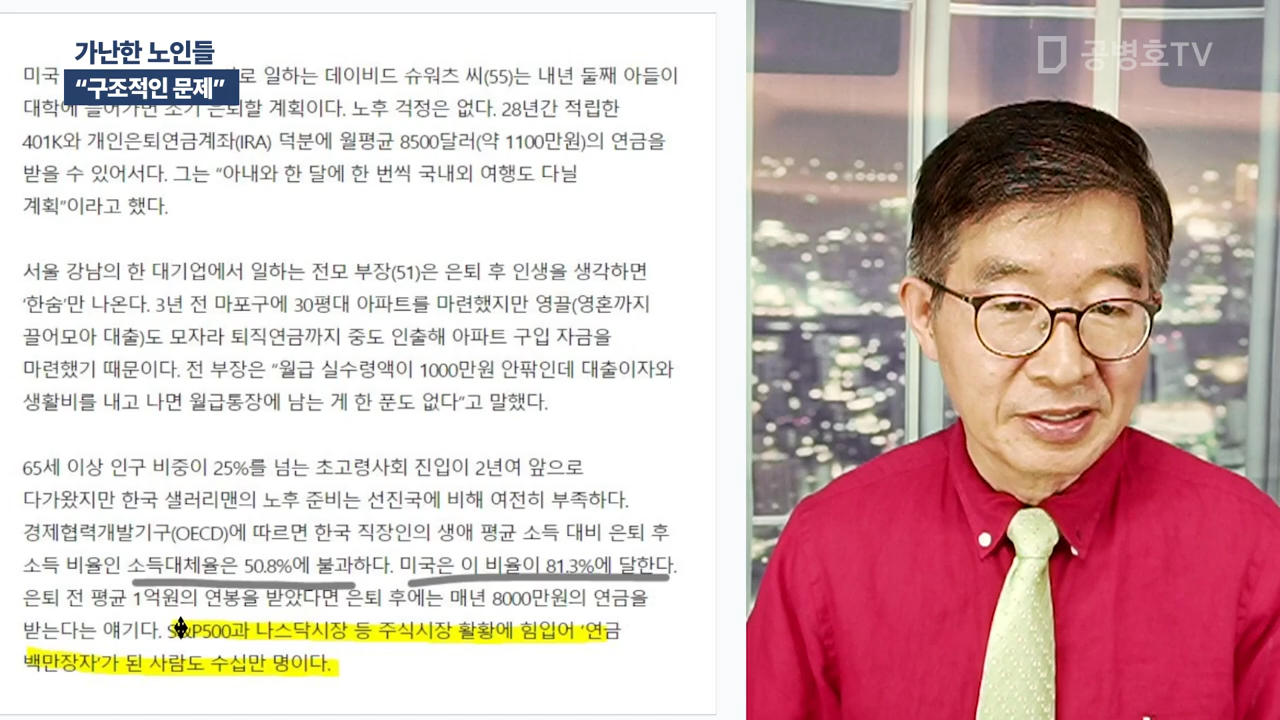 가난한 노인들
“구조적인 문제”
공병호TV
미국 로 일하는 데이비드 슈워츠 씨(55)는 내년 둘째 아들이
대학에 들어가면 조기 은퇴할 계획이다. 노후 걱정은 없다. 28년간 적립한
401K와 개인은퇴연금계좌(IRA) 덕분에 월평균 8500달러(약 1100만원)의 연금을
받을 수 있어서다. 그는 “아내와 한 달에 한 번씩 국내외 여행도 다닐
계획”이라고 했다.
서울 강남의 한 대기업에서 일하는 전모 부장(51)은 은퇴 후 인생을 생각하면
‘한숨’만 나온다. 3년 전 마포구에 30평대 아파트를 마련했지만 영끌(영혼까지
끌어모아 대출)도 모자라 퇴직연금까지 중도 인출해 아파트 구입 자금을
마련했기 때문이다. 전 부장은 “월급 실수령액이 1000만원 안팎인데 대출이자와
생활비를 내고 나면 월급통장에 남는 게 한 푼도 없다”고 말했다.
65세 이상 인구 비중이 25%를 넘는 초고령사회 진입이 2년여 앞으로
다가왔지만 한국 샐러리맨의 노후 준비는 선진국에 비해 여전히 부족하다.
경제협력개발기구(OECD)에 따르면 한국 직장인의 생애 평균 소득 대비 은퇴 후
소득 비율인 소득대체율은 50.8%에 불과하다. 미국은 이 비율이 81.3%에 달한다.
은퇴 전 평균 1억원의 연봉을 받았다면 은퇴 후에는 매년 8000만원의 연금을
받는다는 얘기다. S&P500과 나스닥시장 등 주식시장 활황에 힘입어 ‘연금
백만장자’가 된 사람도 수십만 명이다.